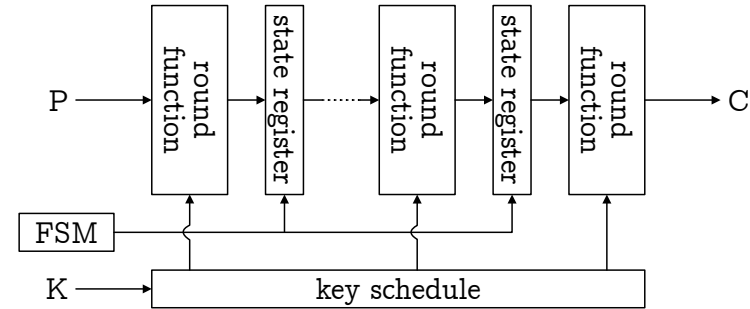 P
round
function
state register
round
function
state register
round
function
C
FSM
K
key schedule